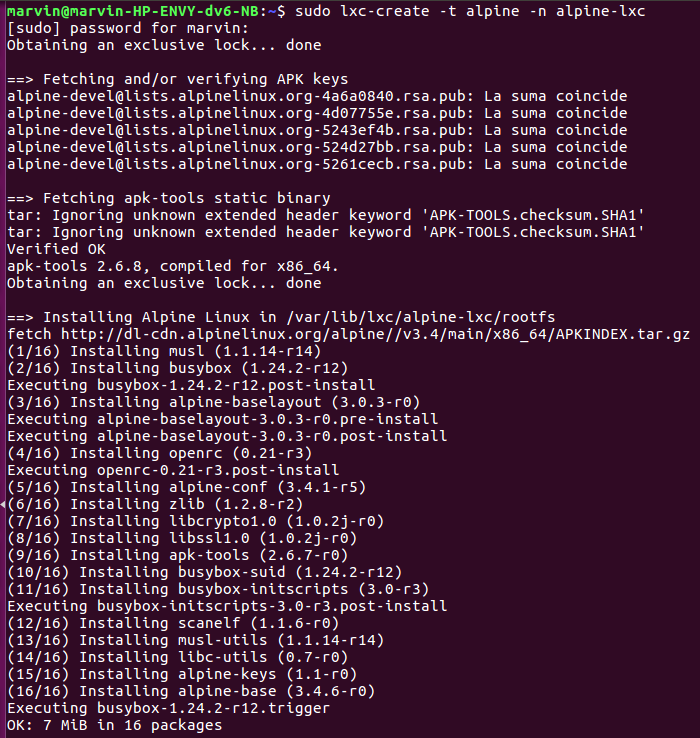 marvin@marvin-HP-ENVY-dv6-NB:~$ sudo lxc-create -t alpine -n alpine-lxc
[sudo] password for marvin:
Obtaining an exclusive lock... done

==> Fetching and/or verifying APK keys
alpine-devel@lists.alpinelinux.org-4a6a0840.rsa.pub: La suma coincide
alpine-devel@lists.alpinelinux.org-4d07755e.rsa.pub: La suma coincide
alpine-devel@lists.alpinelinux.org-5243ef4b.rsa.pub: La suma coincide
alpine-devel@lists.alpinelinux.org-524d27bb.rsa.pub: La suma coincide
alpine-devel@lists.alpinelinux.org-5261cecb.rsa.pub: La suma coincide

==> Fetching apk-tools static binary
tar: Ignoring unknown extended header keyword 'APK-TOOLS.checksum.SHA1'
tar: Ignoring unknown extended header keyword 'APK-TOOLS.checksum.SHA1'
Verified OK
apk-tools 2.6.8, compiled for x86_64.
Obtaining an exclusive lock... done

==> Installing Alpine Linux in /var/lib/lxc/alpine-lxc/rootfs
fetch http://dl-cdn.alpinelinux.org/alpine//v3.4/main/x86_64/APKINDEX.tar.gz
(1/16) Installing musl (1.1.14-r14)
(2/16) Installing busybox (1.24.2-r12)
Executing busybox-1.24.2-r12.post-install
(3/16) Installing alpine-baselayout (3.0.3-r0)
Executing alpine-baselayout-3.0.3-r0.pre-install
Executing alpine-baselayout-3.0.3-r0.post-install
(4/16) Installing openrc (0.21-r3)
Executing openrc-0.21-r3.post-install
(5/16) Installing alpine-conf (3.4.1-r5)
(6/16) Installing zlib (1.2.8-r2)
(7/16) Installing libcrypto1.0 (1.0.2j-r0)
(8/16) Installing libssl1.0 (1.0.2j-r0)
(9/16) Installing apk-tools (2.6.7-r0)
(10/16) Installing busybox-suid (1.24.2-r12)
(11/16) Installing busybox-initscripts (3.0-r3)
Executing busybox-initscripts-3.0-r3.post-install
(12/16) Installing scanelf (1.1.6-r0)
(13/16) Installing musl-utils (1.1.14-r14)
(14/16) Installing libc-utils (0.7-r0)
(15/16) Installing alpine-keys (1.1-r0)
(16/16) Installing alpine-base (3.4.6-r0)
Executing busybox-1.24.2-r12.trigger
OK: 7 MiB in 16 packages